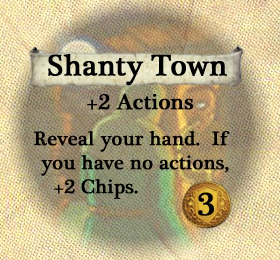 Shanty Town
+2 Actions
Reveal your hand. If
you have no actions,
+2 Chips.
3